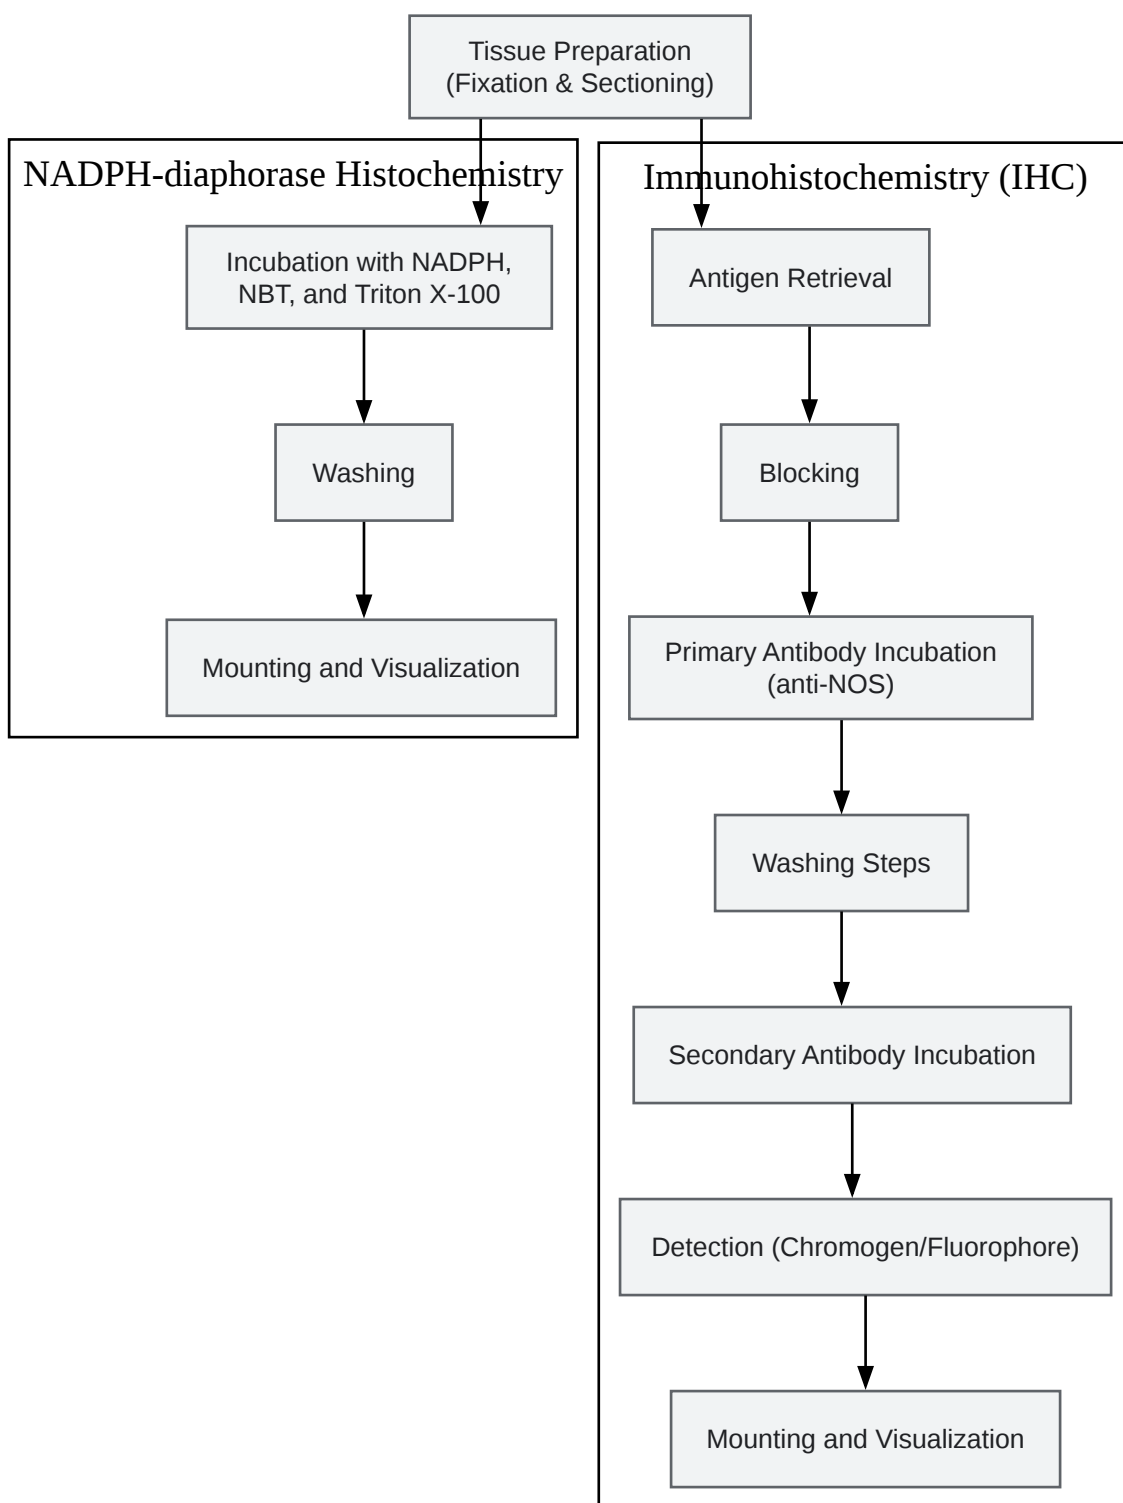 Tissue Preparation
(Fixation & Sectioning)
NADPH-diaphorase Histochemistry
Incubation with NADPH,
NBT, and Triton X-100
Washing
Mounting and Visualization
Immunohistochemistry (IHC)
Antigen Retrieval
Blocking
Primary Antibody Incubation
(anti-NOS)
Washing Steps
Secondary Antibody Incubation
Detection (Chromogen/Fluorophore)
Mounting and Visualization